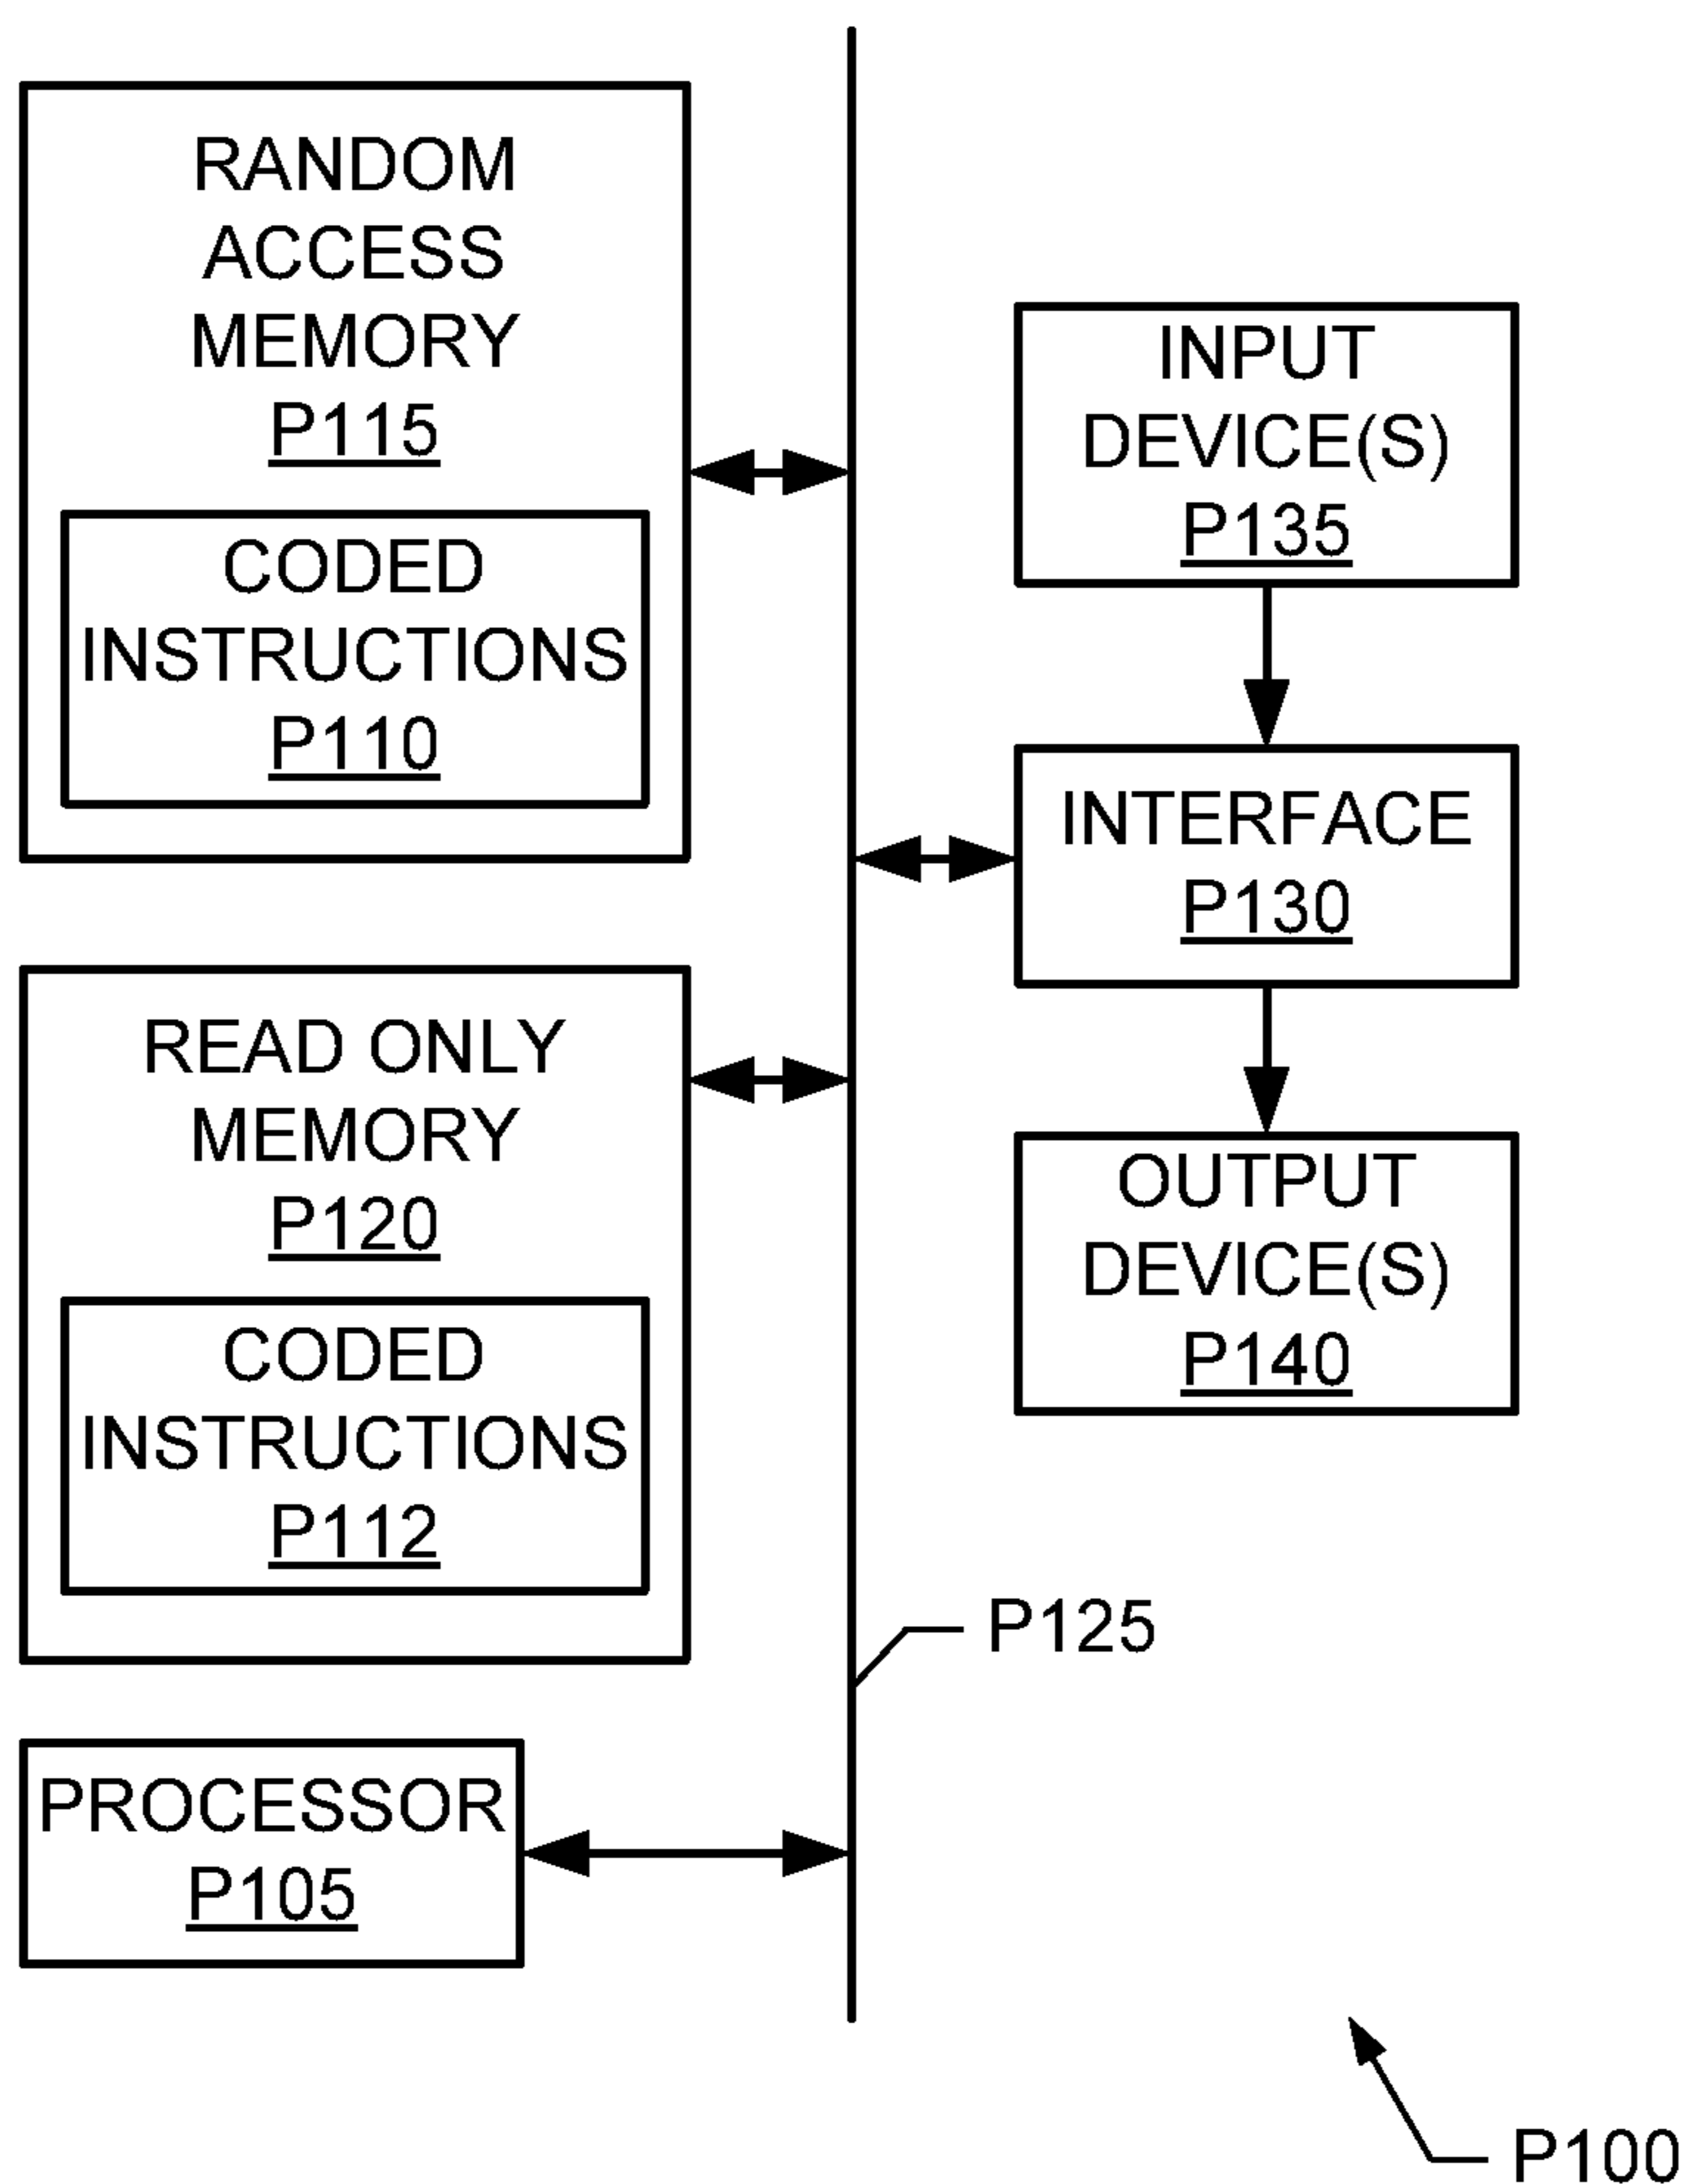 RANDOM
ACCESS
MEMORY
P115
CODED
INSTRUCTIONS
P110
READ ONLY
MEMORY
P120
CODED
INSTRUCTIONS
P112
PROCESSOR
P105
INPUT
DEVICE(S)
P135
INTERFACE
P130
OUTPUT
DEVICE(S)
P140
P125
P100